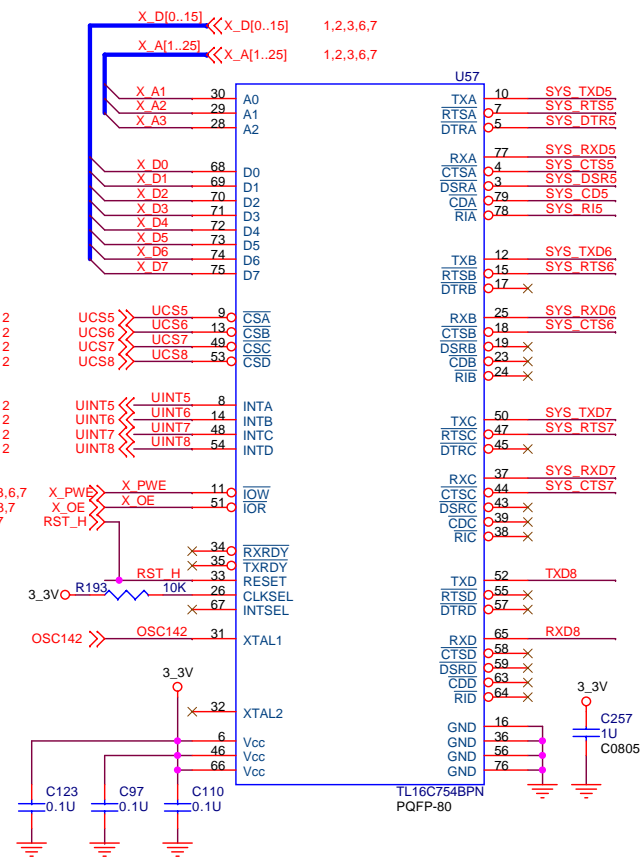 X_D[0..15] X_D[0..15] 1,2,3,6,7
X_A[1..25] X_A[1..25] 1,2,3,6,7
U57
X_A1 30 A0 TXA 10 SYS_TXD5
X_A2 29 A1 RTSA 7 SYS_RTS5
X_A3 28 A2 DTRA 5 SYS_DTR5
RXA 77 SYS_RXD5
X_D0 68 D0 CTSA 4 SYS_CTS5
X_D1 69 D1 DSRA 3 SYS_DSR5
X_D2 70 D2 CDA 79 SYS_CD5
X_D3 71 D3 RIA 78 SYS_RI5
X_D4 72 D4
X_D5 73 D5
X_D6 74 D6 TXB 12 SYS_TXD6
X_D7 75 D7 RTSB 15 SYS_RTS6
DTRB 17
2 UCS5 UCS5 9 CSA RXB 25 SYS_RXD6
2 UCS6 UCS6 13 CSB CTSB 18 SYS_CTS6
2 UCS7 UCS7 49 CSC DSRB 19
2 UCS8 UCS8 53 CSD CDB 23
RIB 24
2 UINT5 UINT5 8 INTA
2 UINT6 UINT6 14 INTB TXC 50 SYS_TXD7
2 UINT7 UINT7 48 INTC RTSC 47 SYS_RTS7
2 UINT8 UINT8 54 INTD DTRC 45
RXC 37 SYS_RXD7
3,6,7 X_PWE X_PWE 11 IOW CTSC 44 SYS_CTS7
X_OE X_OE 51 IOR DSRC 43
RST_H CDC 39
RIC 38
34 RXRDY
35 TXRDY
RST_H 33 RESET TXD 52 TXD8
3_3V R193 10K 26 CLKSEL RTSD 55
67 INTSEL DTRD 57
OSC142 OSC142 31 XTAL1 RXD 65 RXD8
CTSD 58
DSRD 59
CDD 63
RID 64
3_3V
3_3V
32 XTAL2
GND 16
6 Vcc GND 36
46 Vcc GND 56
66 Vcc GND 76
C257
1U
C0805
TL16C754BPN
PQFP-80
C123
0.1U
C97
0.1U
C110
0.1U